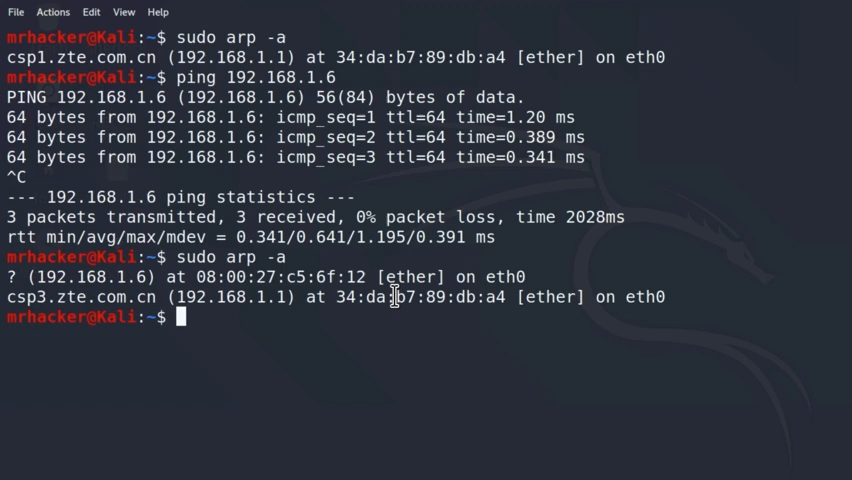 File Actions Edit View Help
mrhacker@Kali:~$ sudo arp -a
csp1.zte.com.cn (192.168.1.1) at 34:da:b7:89:db:a4 [ether] on eth0
mrhacker@Kali:~$ ping 192.168.1.6
PING 192.168.1.6 (192.168.1.6) 56(84) bytes of data.
64 bytes from 192.168.1.6: icmp_seq=1 ttl=64 time=1.20 ms
64 bytes from 192.168.1.6: icmp_seq=2 ttl=64 time=0.389 ms
64 bytes from 192.168.1.6: icmp_seq=3 ttl=64 time=0.341 ms
^C
--- 192.168.1.6 ping statistics ---
3 packets transmitted, 3 received, 0% packet loss, time 2028ms
rtt min/avg/max/mdev = 0.341/0.641/1.195/0.391 ms
mrhacker@Kali:~$ sudo arp -a
? (192.168.1.6) at 08:00:27:c5:6f:12 [ether] on eth0
csp3.zte.com.cn (192.168.1.1) at 34:da:b7:89:db:a4 [ether] on eth0
mrhacker@Kali:~$